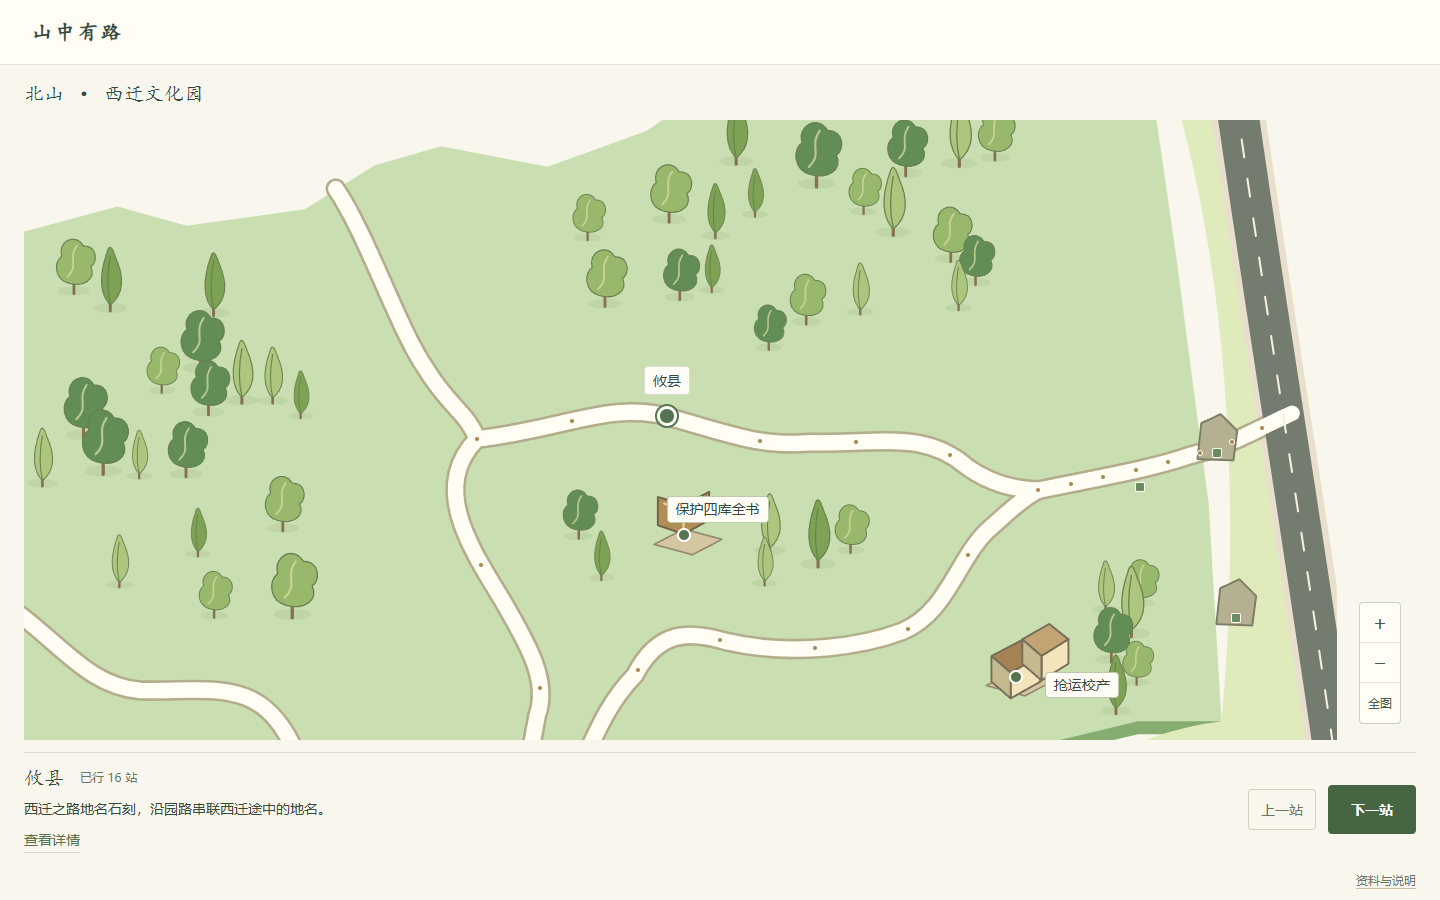 山中有路
北山 • 西迁文化园
攸县
保护四库全书
抢运校产
+
−
全图
攸县 已行 16 站
西迁之路地名石刻，沿园路串联西迁途中的地名。
查看详情
上一站
下一站
资料与说明